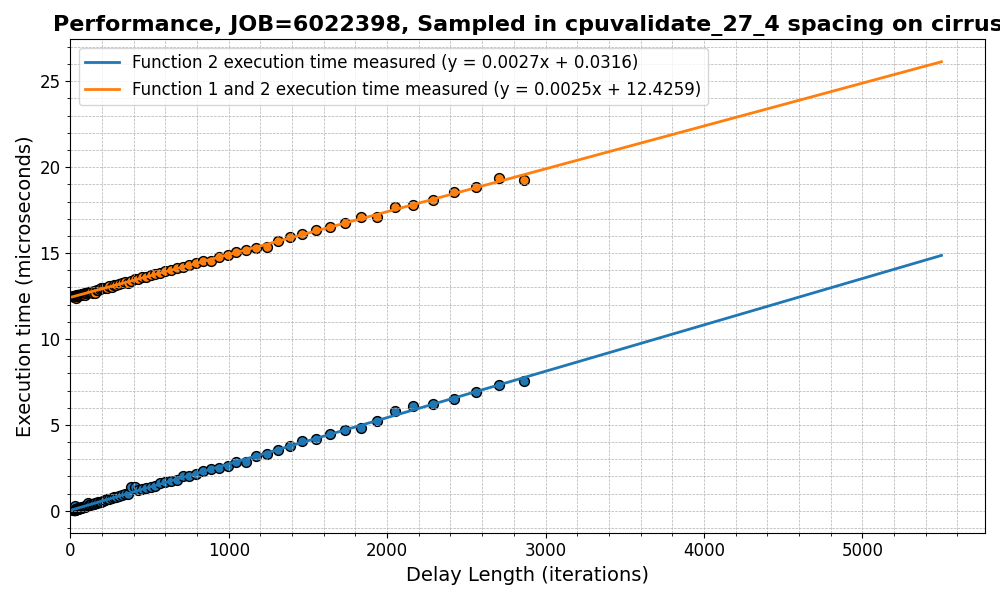 Performance, JOB=6022398, Sampled in cpuvalidate_27_4 spacing on cirrus
Function 2 execution time measured (y = 0.0027x + 0.0316)
Function 1 and 2 execution time measured (y = 0.0025x + 12.4259)
Execution time (microseconds)
25
20
15
10
5
0
0 1000 2000 3000 4000 5000
Delay Length (iterations)